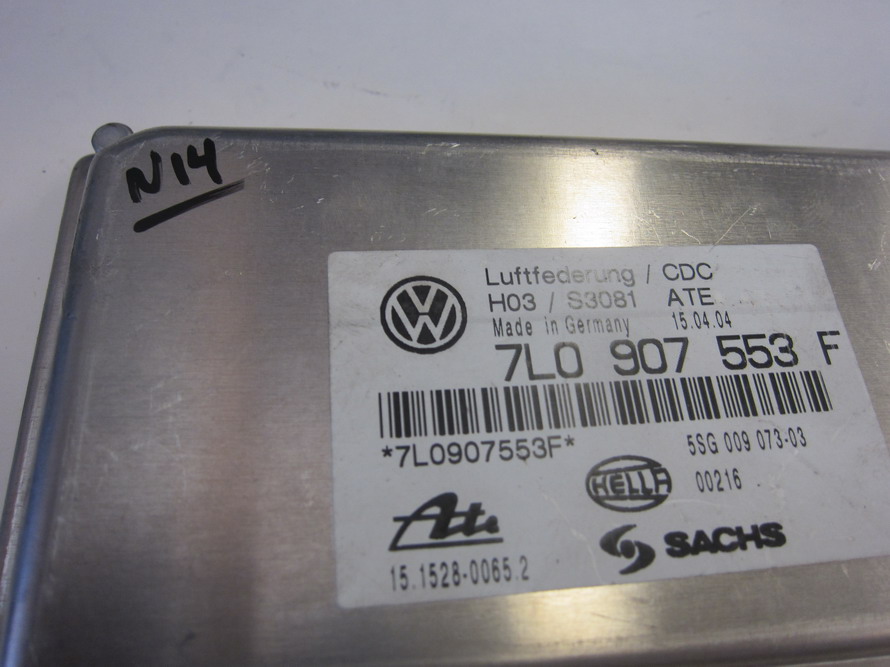 N14
Luftfederung / CDC
H03 / S3081 ATE
Made in Germany 15.04.04
7L0 907 553 F
*7L0907553F*
5SG 009 073-03
HELLA 00216
Ate
SACHS
15.1528-0065.2